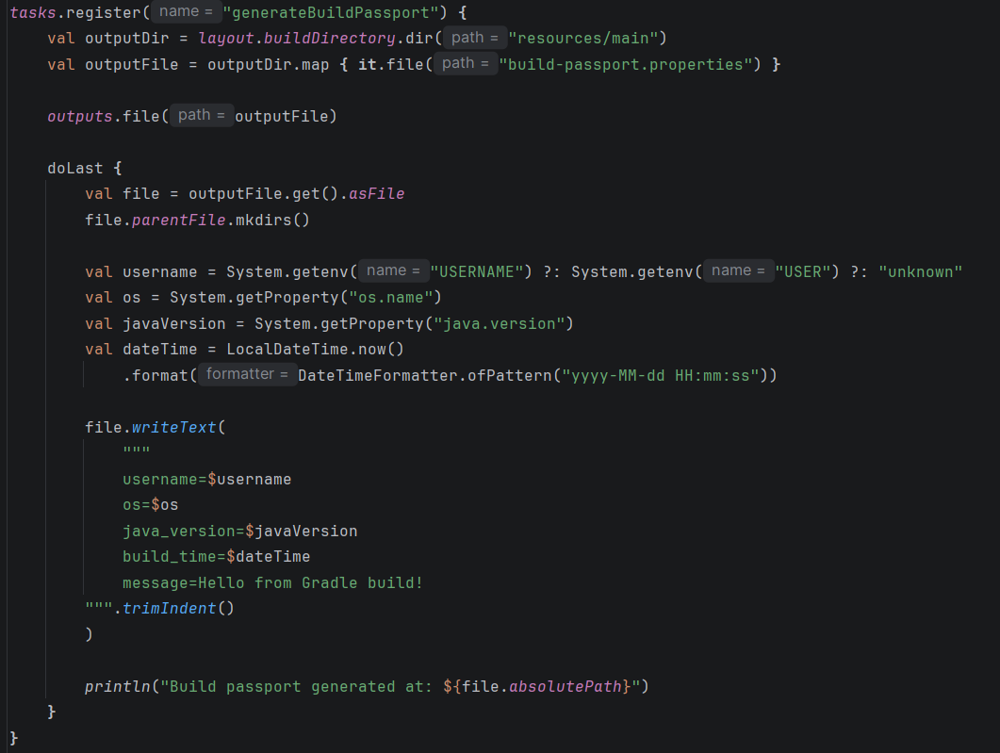 tasks.register( name = "generateBuildPassport") {
    val outputDir = layout.buildDirectory.dir( path = "resources/main")
    val outputFile = outputDir.map { it.file( path = "build-passport.properties") }

    outputs.file( path = outputFile)

    doLast {
        val file = outputFile.get().asFile
        file.parentFile.mkdirs()

        val username = System.getenv( name = "USERNAME") ?: System.getenv( name = "USER") ?: "unknown"
        val os = System.getProperty("os.name")
        val javaVersion = System.getProperty("java.version")
        val dateTime = LocalDateTime.now()
            .format( formatter = DateTimeFormatter.ofPattern("yyyy-MM-dd HH:mm:ss"))

        file.writeText(
            """
            username=$username
            os=$os
            java_version=$javaVersion
            build_time=$dateTime
            message=Hello from Gradle build!
        """.trimIndent()
        )

        println("Build passport generated at: ${file.absolutePath}")
    }
}